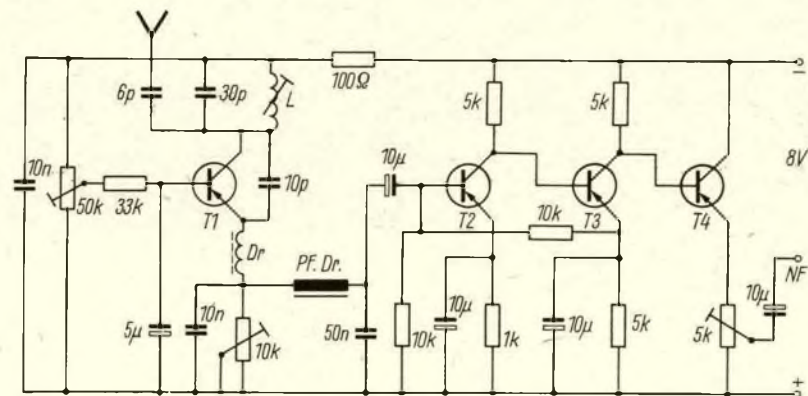 6p
30p
L
100Ω
5k
5k
–
8V
10n
50k
33k
T1
10p
10μ
T2
10k
T3
T4
Dr
Pf. Dr.
NF
5μ
10n
10k
50n
10k
10μ
1k
10μ
5k
5k
10μ
+